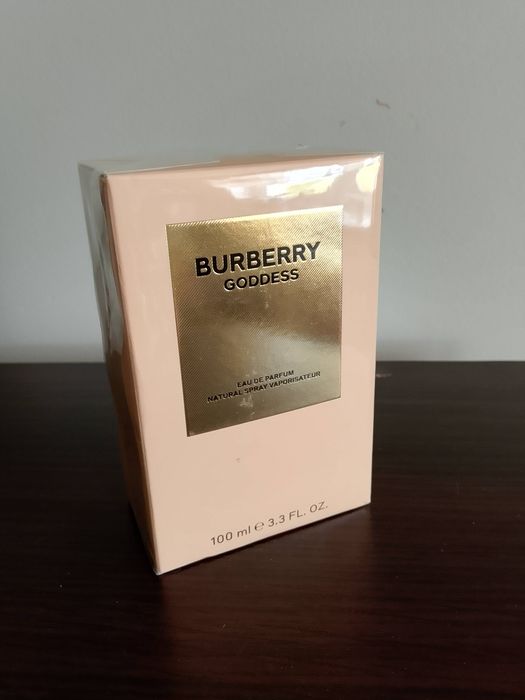 BURBERRY
GODDESS
EAU DE PARFUM
NATURAL SPRAY VAPORISATEUR
100 ml ℮ 3.3 FL. OZ.